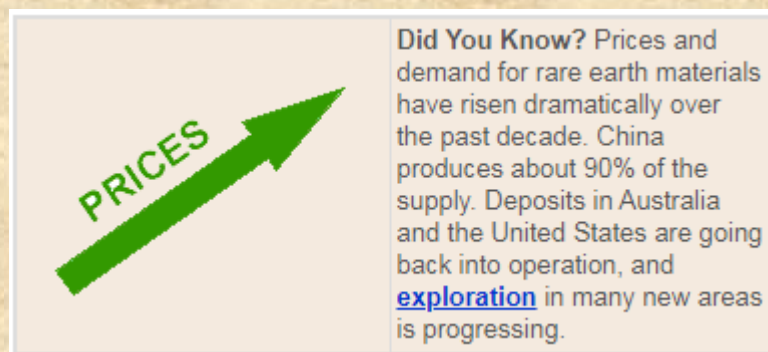 PRICES
Did You Know? Prices and
demand for rare earth materials
have risen dramatically over
the past decade. China
produces about 90% of the
supply. Deposits in Australia
and the United States are going
back into operation, and
exploration in many new areas
is progressing.